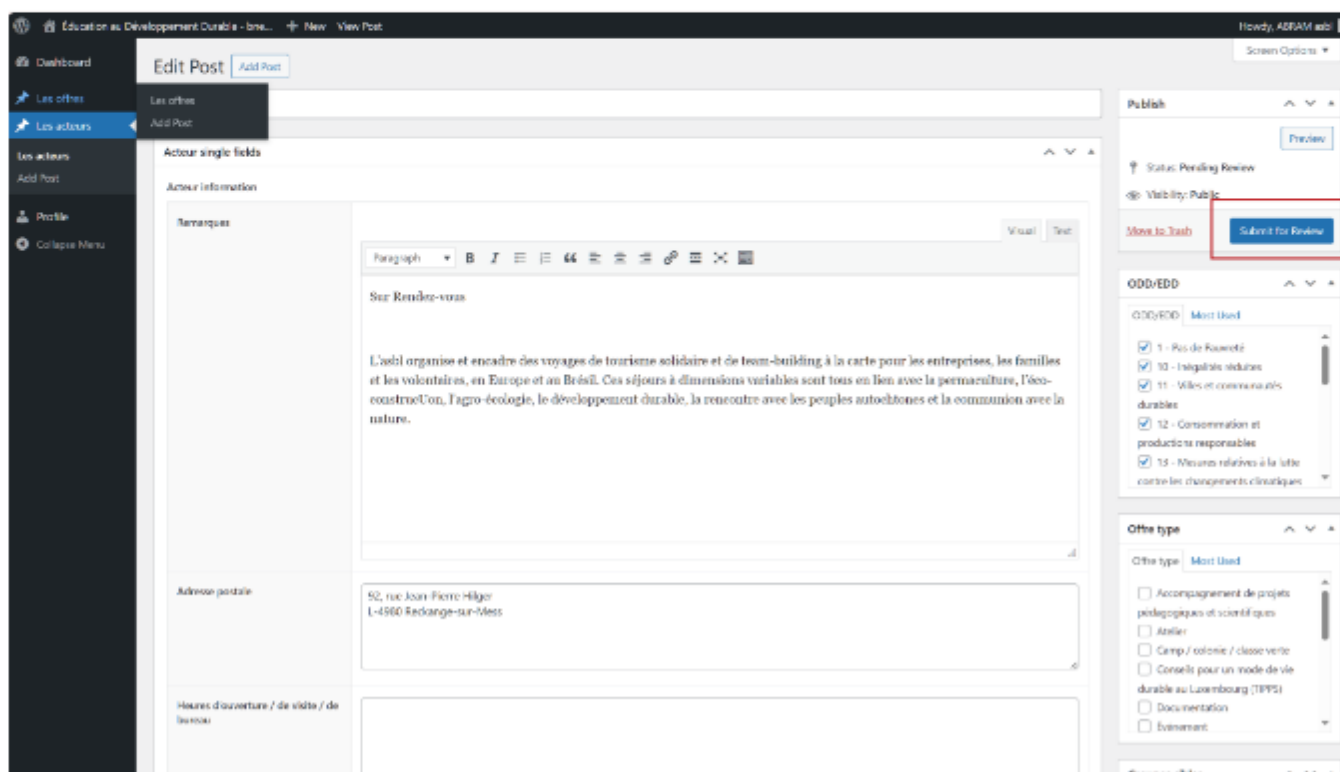 Éducation au Développement Durable - bne... + New View Post
Howdy, ABRAM asbl
Screen Options
Dashboard
Les offres
Les acteurs
Les acteurs
Add Post
Profile
Collapse Menu
Les offres
Add Post
Edit Post Add Post
Acteur single fields
Acteur information
Remarques
Visual Text
Paragraph
Sur Rendez-vous
L'asbl organise et encadre des voyages de tourisme solidaire et de team-building à la carte pour les entreprises, les familles
et les volontaires, en Europe et au Brésil. Ces séjours à dimensions variables sont tous en lien avec la permaculture, l'éco-
construcU'on, l'agro-écologie, le développement durable, la rencontre avec les peuples autochtones et la communion avec la
nature.
Adresse postale
92, rue Jean-Pierre Hilger
L-4980 Reckange-sur-Mess
Heures d'ouverture / de visite / de
bureau
Publish
Preview
Status: Pending Review
Visibility: Public
Move to Trash Submit for Review
ODD/EDD
ODD/EDD Most Used
1 - Pas de Pauvreté
10 - Inégalités réduites
11 - Villes et communautés
durables
12 - Consommation et
productions responsables
13 - Mesures relatives à la lutte
contre les changements climatiques
Offre type
Offre type Most Used
Accompagnement de projets
pédagogiques et scientifiques
Atelier
Camp / colonie / classe verte
Conseils pour un mode de vie
durable au Luxembourg (TIPPS)
Documentation
Évènement